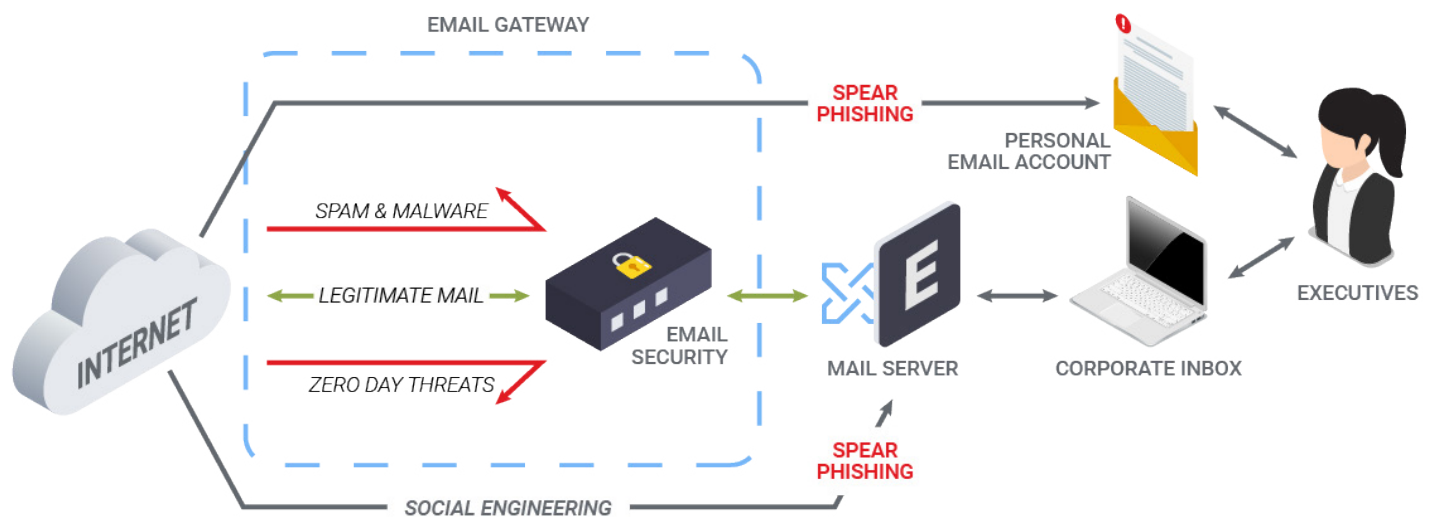 EMAIL GATEWAY
SPEAR
PHISHING
PERSONAL
EMAIL ACCOUNT
SPAM & MALWARE
LEGITIMATE MAIL
ZERO DAY THREATS
INTERNET
EMAIL
SECURITY
E
MAIL SERVER
CORPORATE INBOX
EXECUTIVES
SPEAR
PHISHING
SOCIAL ENGINEERING